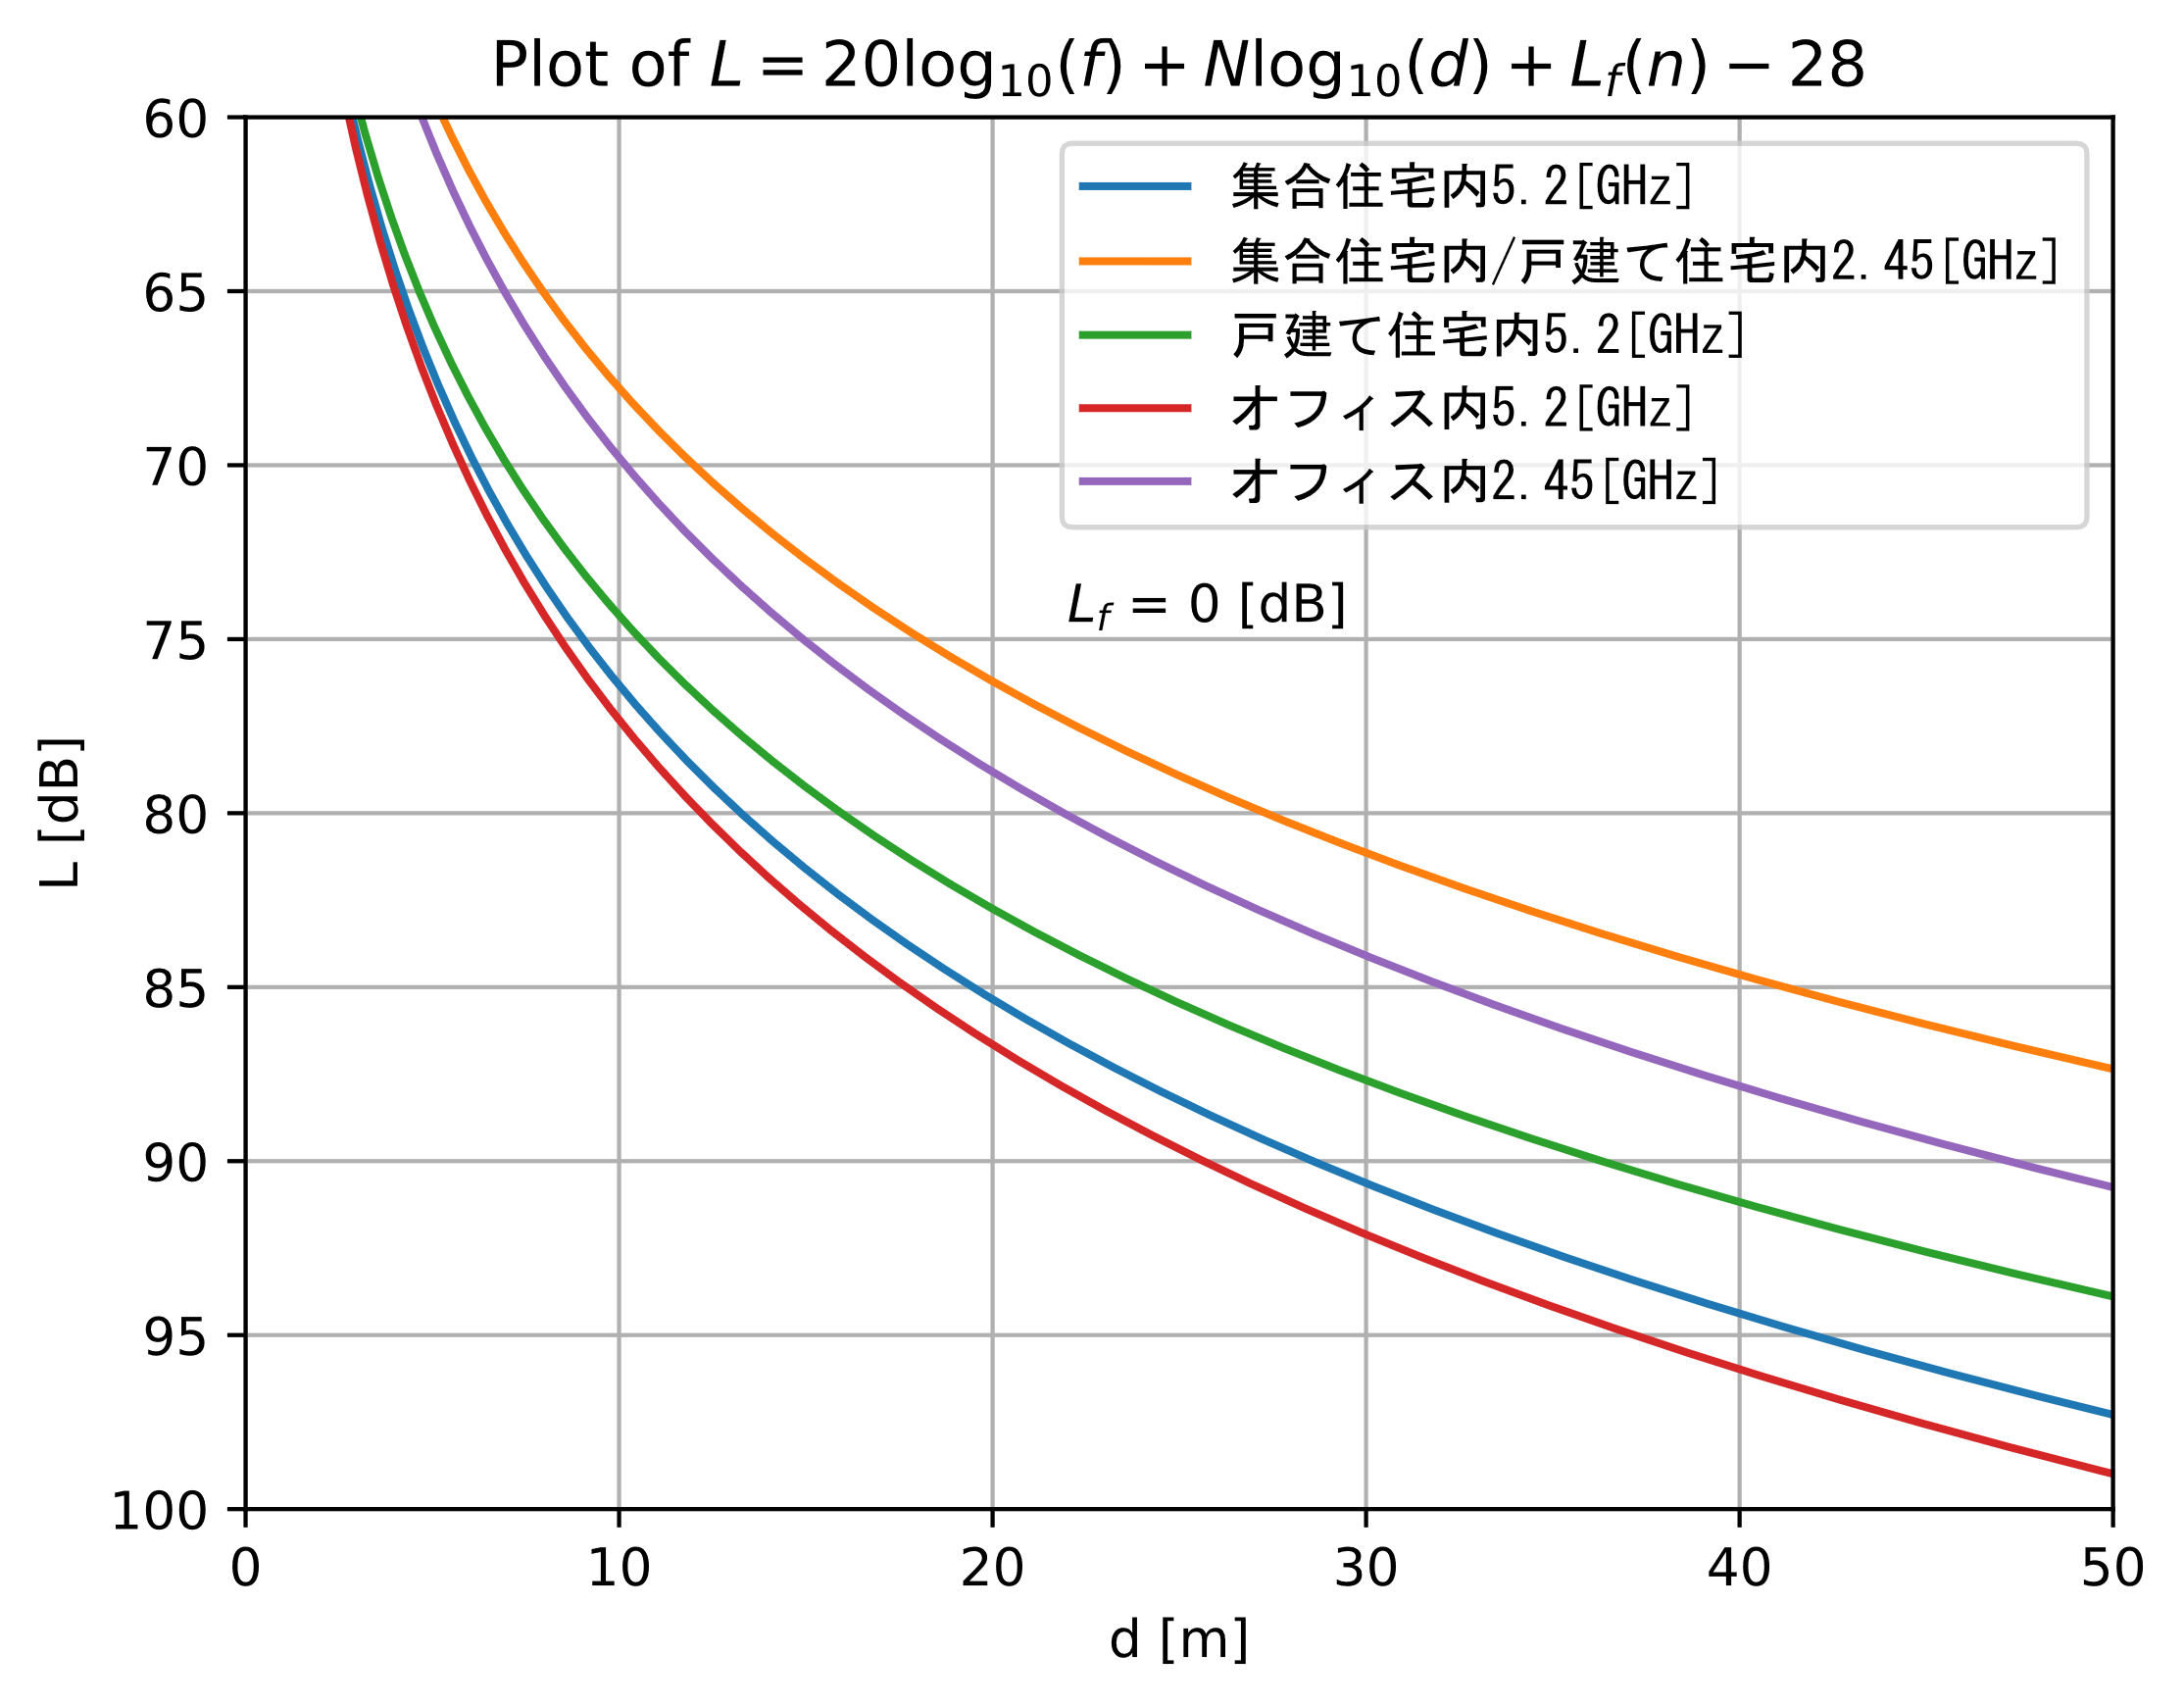 Plot of L = 20log₁₀(f) + Nlog₁₀(d) + L_f(n) − 28
60
65
70
75
80
85
90
95
100
L [dB]
集合住宅内5.2[GHz]
集合住宅内/戸建て住宅内2.45[GHz]
戸建て住宅内5.2[GHz]
オフィス内5.2[GHz]
オフィス内2.45[GHz]
L_f = 0 [dB]
0 10 20 30 40 50
d [m]